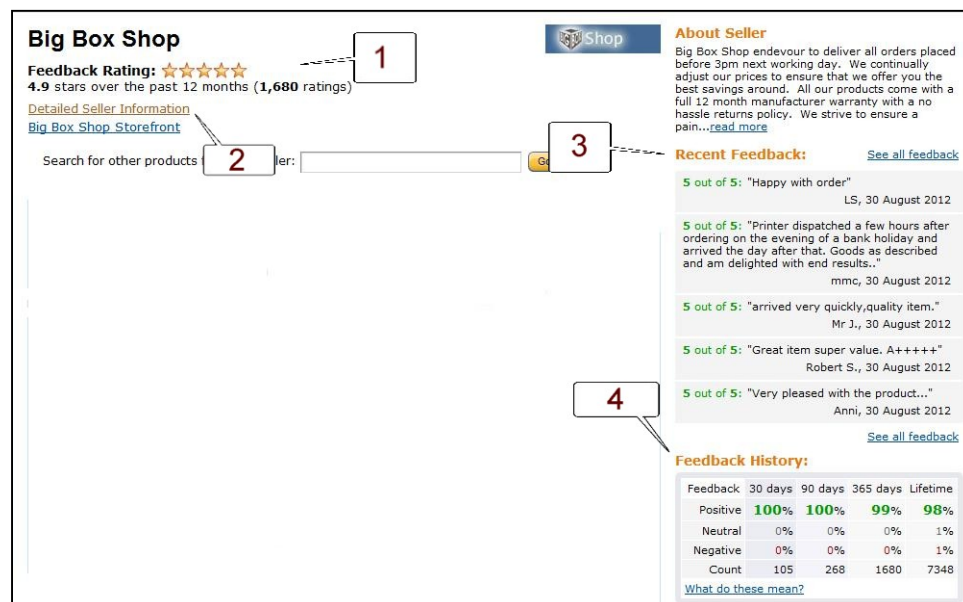 Big Box Shop
Shop
1
Feedback Rating:
4.9 stars over the past 12 months (1,680 ratings)
Detailed Seller Information
Big Box Shop Storefront
2
Search for other products ler:
3
About Seller
Big Box Shop endevour to deliver all orders placed
before 3pm next working day. We continually
adjust our prices to ensure that we offer you the
best savings around. All our products come with a
full 12 month manufacturer warranty with a no
hassle returns policy. We strive to ensure a
pain...read more
Recent Feedback: See all feedback
5 out of 5: "Happy with order"
LS, 30 August 2012
5 out of 5: "Printer dispatched a few hours after
ordering on the evening of a bank holiday and
arrived the day after that. Goods as described
and am delighted with end results.."
mmc, 30 August 2012
5 out of 5: "arrived very quickly,quality item."
Mr J., 30 August 2012
5 out of 5: "Great item super value. A+++++"
Robert S., 30 August 2012
5 out of 5: "Very pleased with the product..."
Anni, 30 August 2012
See all feedback
4
Feedback History:
Feedback 30 days 90 days 365 days Lifetime
Positive 100% 100% 99% 98%
Neutral 0% 0% 0% 1%
Negative 0% 0% 0% 1%
Count 105 268 1680 7348
What do these mean?